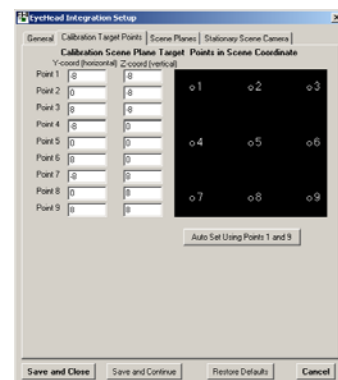 EyeHead Integration Setup
General Calibration Target Points Scene Planes Stationary Scene Camera
Calibration Scene Plane Target Points in Scene Coordinate
Y-coord (horizontal) Z-coord (vertical)
Point 1 -8 -8
Point 2 0 -8
Point 3 8 -8
Point 4 -8 0
Point 5 0 0
Point 6 8 0
Point 7 -8 8
Point 8 0 8
Point 9 8 8
1 2 3
4 5 6
7 8 9
Auto Set Using Points 1 and 9
Save and Close Save and Continue Restore Defaults Cancel